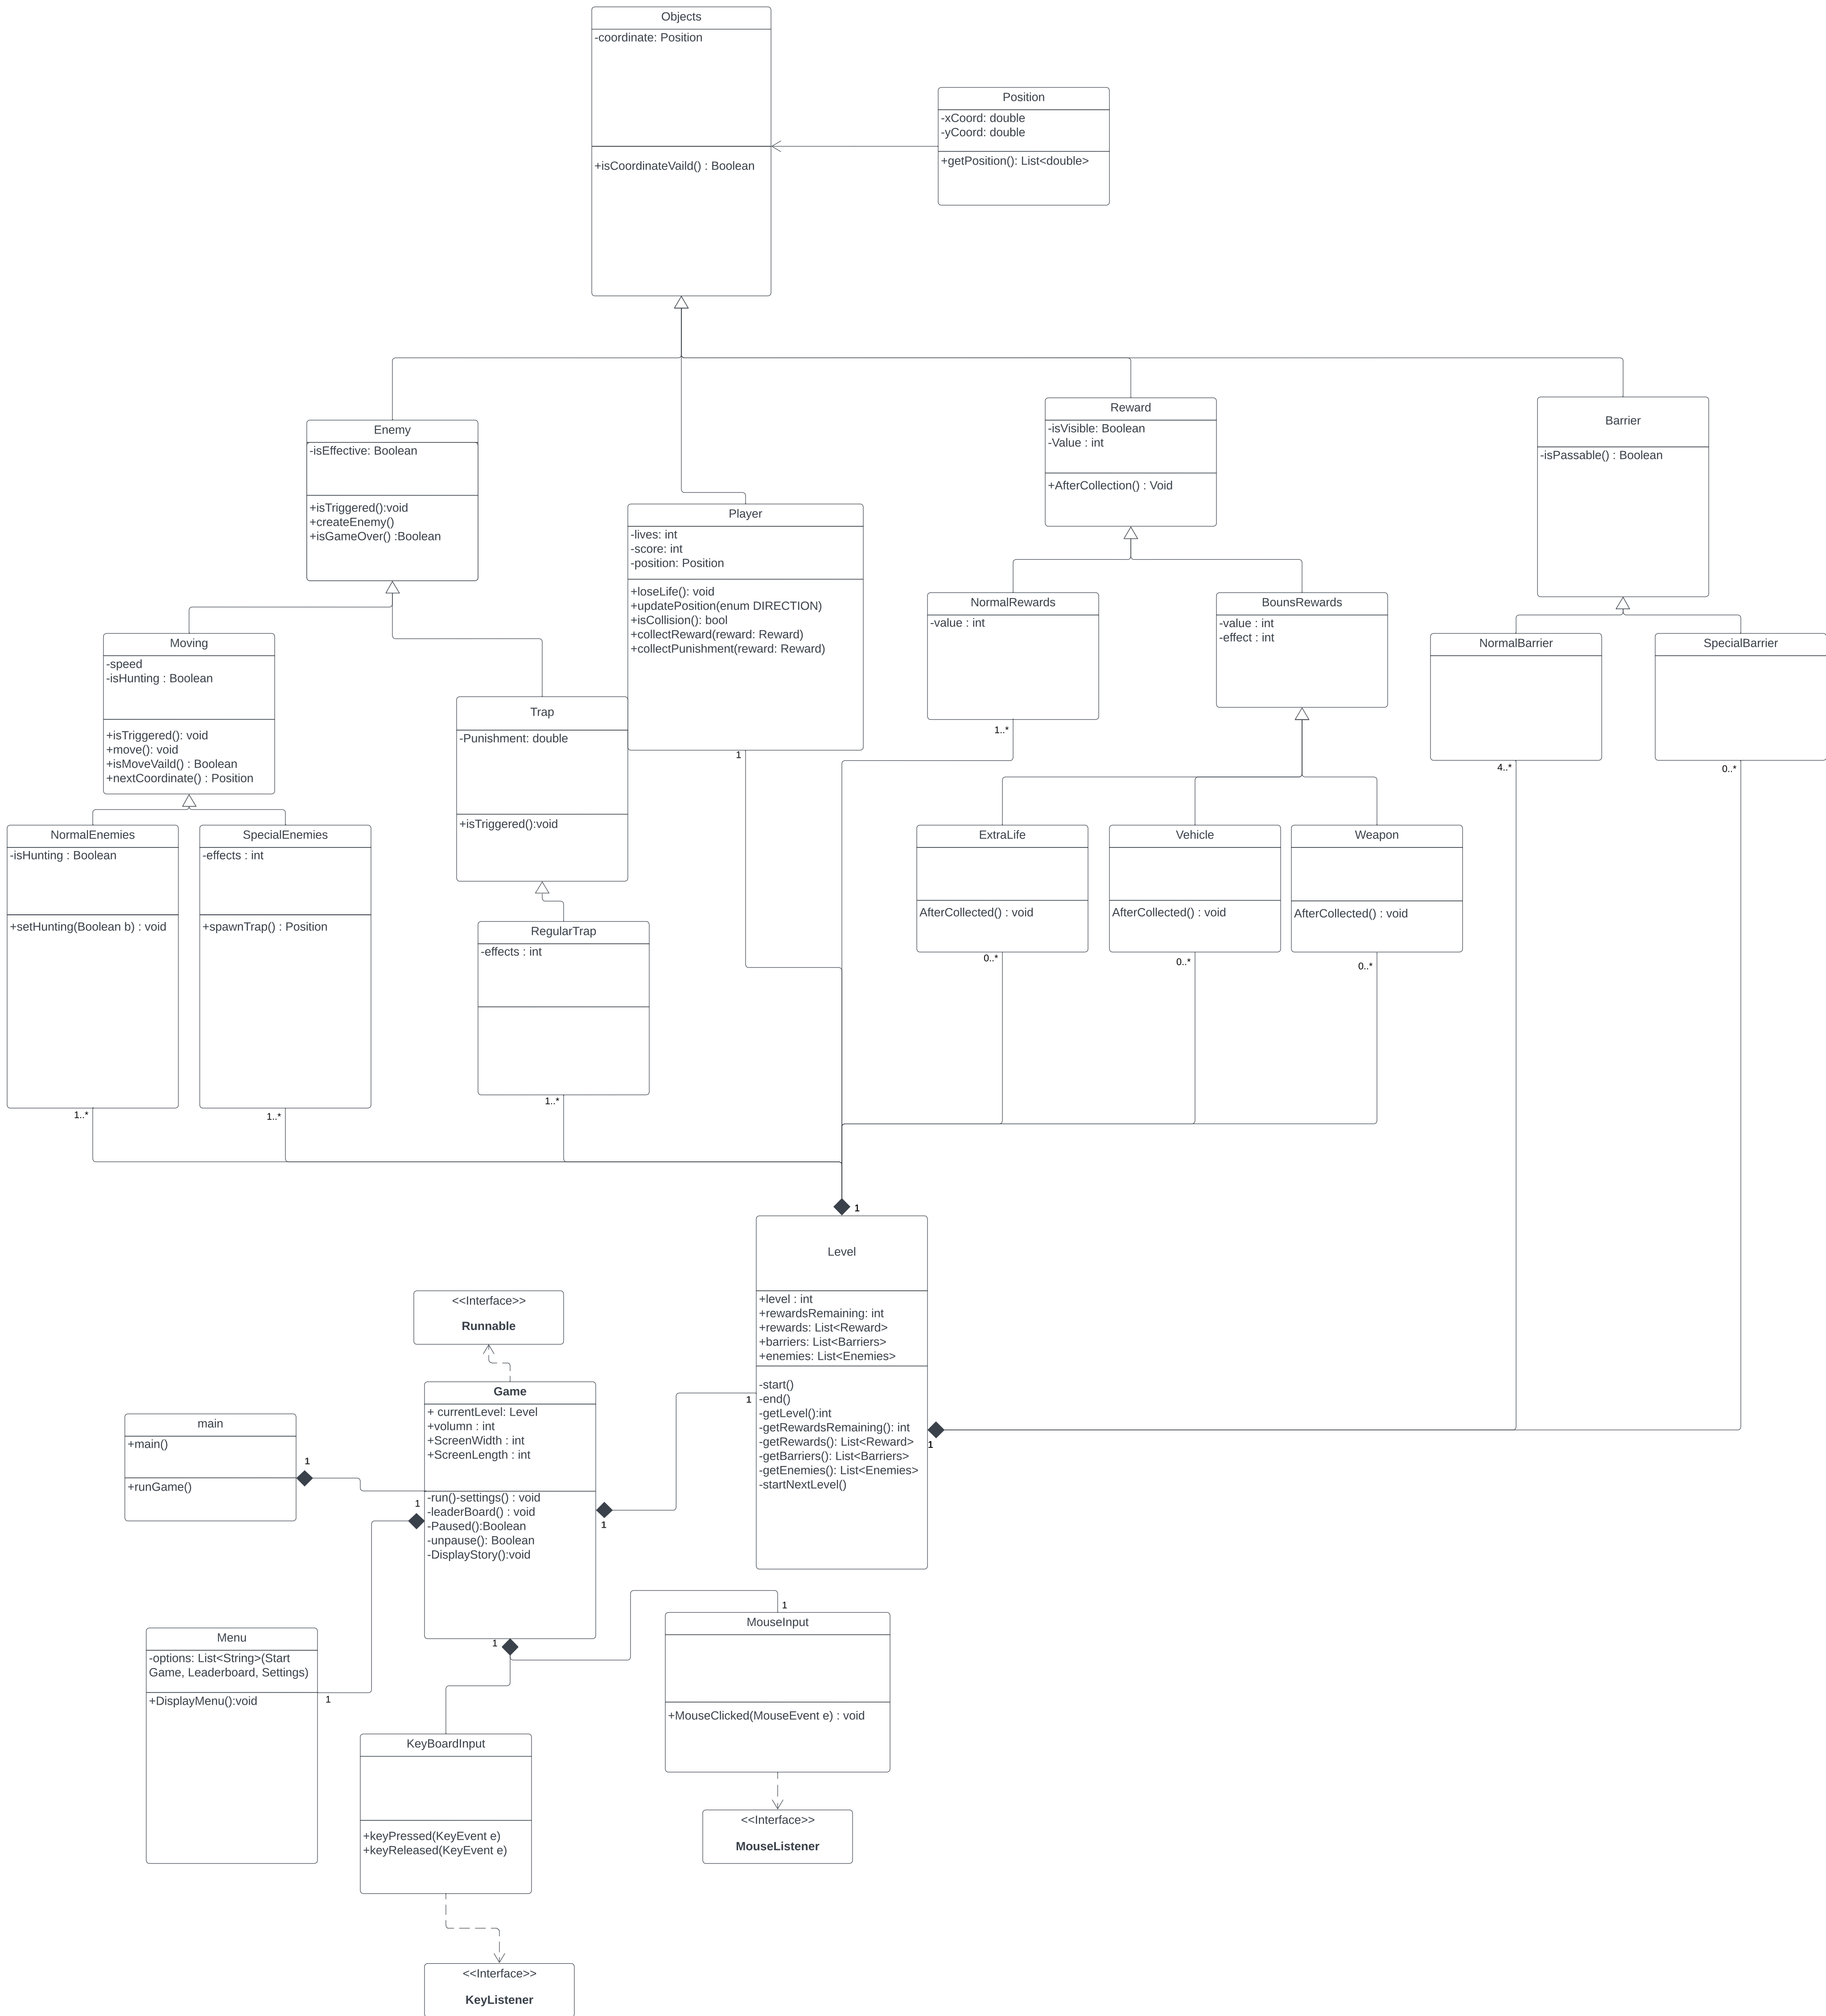 Objects
-coordinate: Position
+isCoordinateVaild() : Boolean
Position
-xCoord: double
-yCoord: double
+getPosition(): List<double>
Enemy
-isEffective: Boolean
+isTriggered():void
+createEnemy()
+isGameOver() :Boolean
Player
-lives: int
-score: int
-position: Position
+loseLife(): void
+updatePosition(enum DIRECTION)
+isCollision(): bool
+collectReward(reward: Reward)
+collectPunishment(reward: Reward)
1
Reward
-isVisible: Boolean
-Value : int
+AfterCollection() : Void
Barrier
-isPassable() : Boolean
Moving
-speed
-isHunting : Boolean
+isTriggered(): void
+move(): void
+isMoveVaild() : Boolean
+nextCoordinate() : Position
Trap
-Punishment: double
+isTriggered():void
NormalRewards
-value : int
1..*
BounsRewards
-value : int
-effect : int
NormalBarrier
4..*
SpecialBarrier
0..*
NormalEnemies
-isHunting : Boolean
+setHunting(Boolean b) : void
1..*
SpecialEnemies
-effects : int
+spawnTrap() : Position
1..*
RegularTrap
-effects : int
1..*
ExtraLife
AfterCollected() : void
0..*
Vehicle
AfterCollected() : void
0..*
Weapon
AfterCollected() : void
0..*
1
Level
+level : int
+rewardsRemaining: int
+rewards: List<Reward>
+barriers: List<Barriers>
+enemies: List<Enemies>
-start()
-end()
-getLevel():int
-getRewardsRemaining(): int
-getRewards(): List<Reward>
-getBarriers(): List<Barriers>
-getEnemies(): List<Enemies>
-startNextLevel()
1
1
<<Interface>>
Runnable
Game
+ currentLevel: Level
+volumn : int
+ScreenWidth : int
+ScreenLength : int
-run()-settings() : void
-leaderBoard() : void
-Paused():Boolean
-unpause(): Boolean
-DisplayStory():void
1
1
1
main
+main()
+runGame()
1
Menu
-options: List<String>(Start
Game, Leaderboard, Settings)
+DisplayMenu():void
1
MouseInput
+MouseClicked(MouseEvent e) : void
1
KeyBoardInput
+keyPressed(KeyEvent e)
+keyReleased(KeyEvent e)
<<Interface>>
MouseListener
<<Interface>>
KeyListener